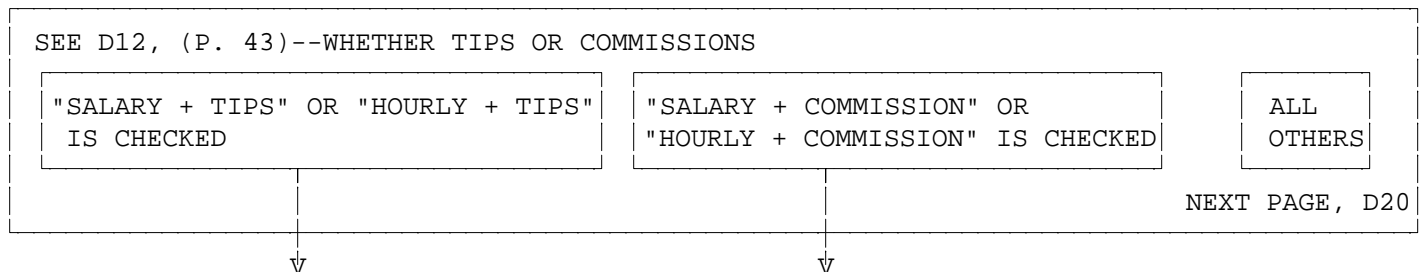 SEE D12, (P. 43)--WHETHER TIPS OR COMMISSIONS
"SALARY + TIPS" OR "HOURLY + TIPS"
IS CHECKED
"SALARY + COMMISSION" OR
"HOURLY + COMMISSION" IS CHECKED
ALL
OTHERS
NEXT PAGE, D20